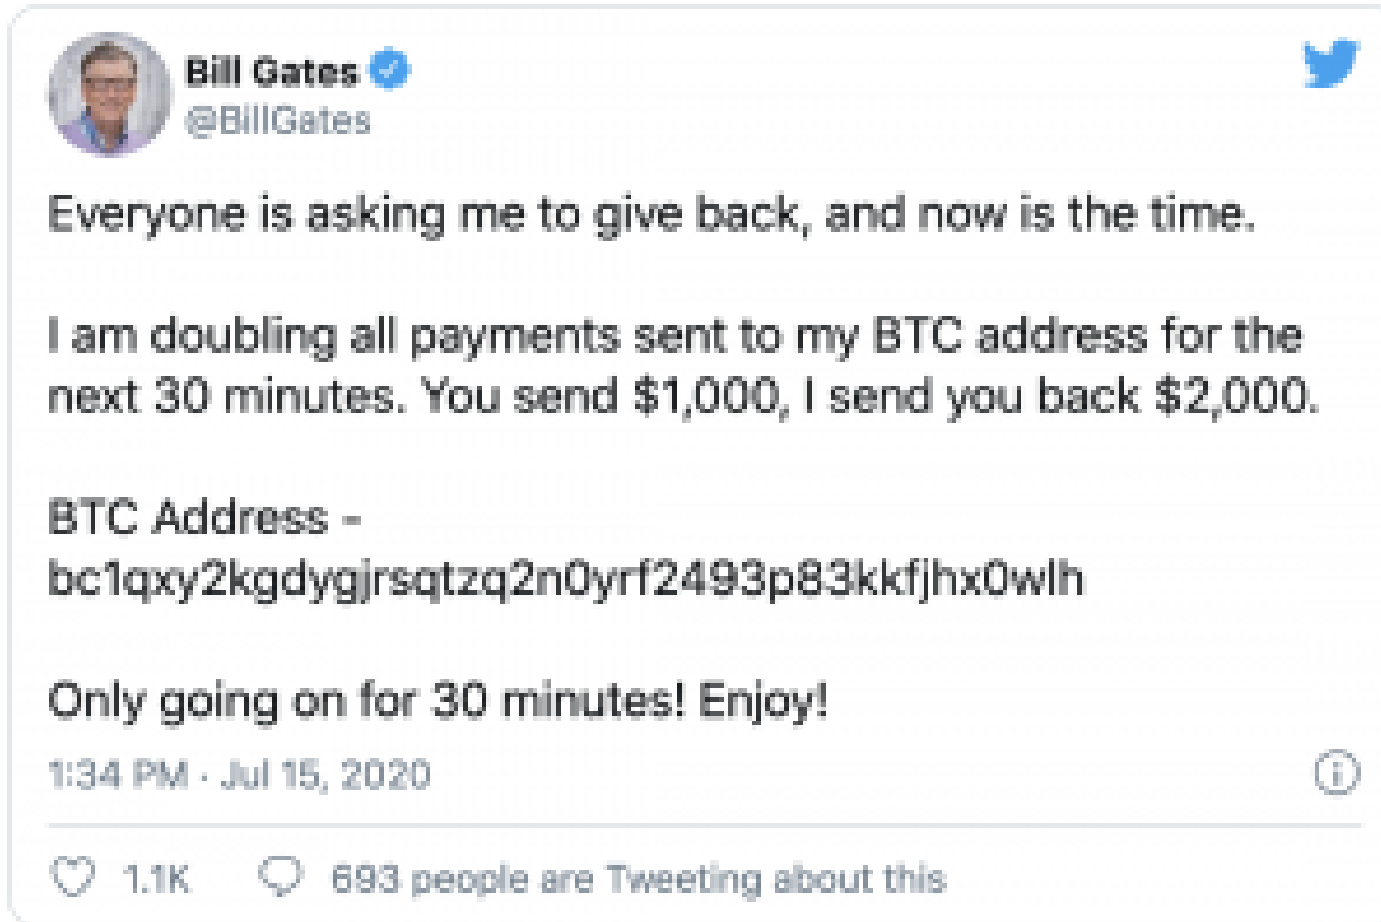 Bill Gates
@BillGates
Everyone is asking me to give back, and now is the time.
I am doubling all payments sent to my BTC address for the
next 30 minutes. You send $1,000, I send you back $2,000.
BTC Address -
bc1qxy2kgdygjrsqtzq2n0yrf2493p83kkfjhx0wlh
Only going on for 30 minutes! Enjoy!
1:34 PM · Jul 15, 2020
1.1K 693 people are Tweeting about this